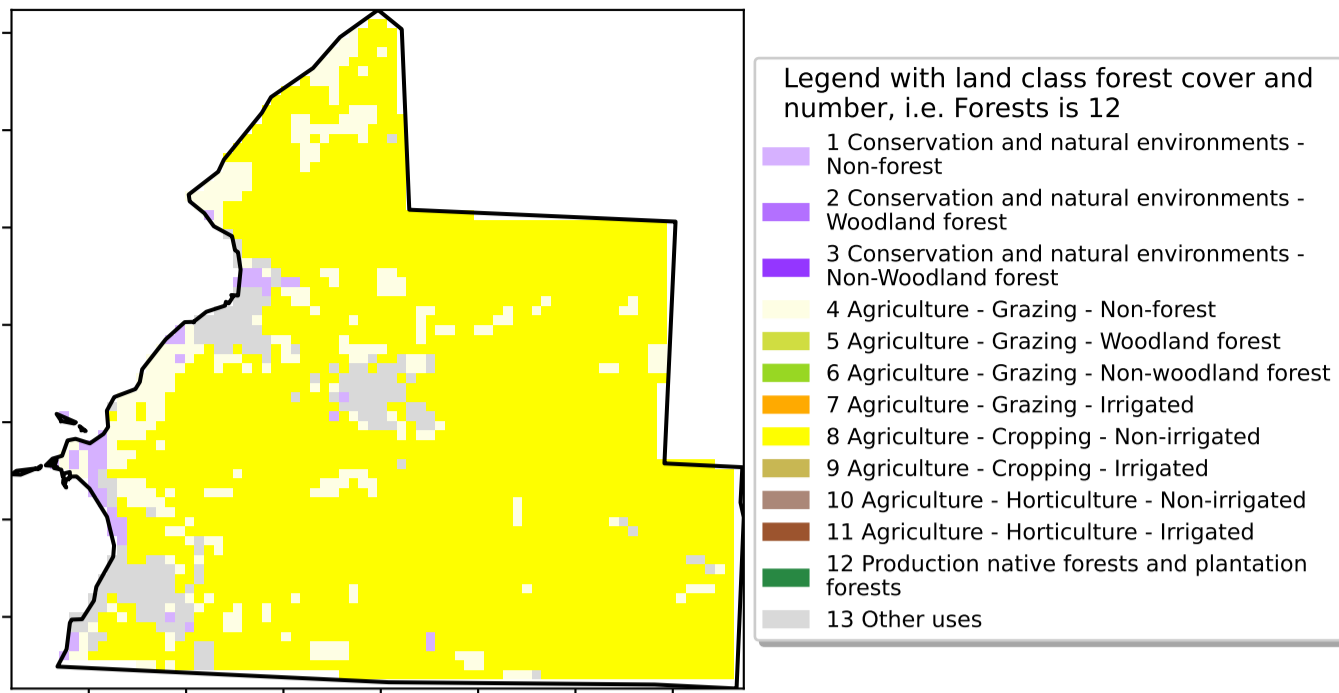 Legend with land class forest cover and
number, i.e. Forests is 12
1 Conservation and natural environments -
Non-forest
2 Conservation and natural environments -
Woodland forest
3 Conservation and natural environments -
Non-Woodland forest
4 Agriculture - Grazing - Non-forest
5 Agriculture - Grazing - Woodland forest
6 Agriculture - Grazing - Non-woodland forest
7 Agriculture - Grazing - Irrigated
8 Agriculture - Cropping - Non-irrigated
9 Agriculture - Cropping - Irrigated
10 Agriculture - Horticulture - Non-irrigated
11 Agriculture - Horticulture - Irrigated
12 Production native forests and plantation
forests
13 Other uses